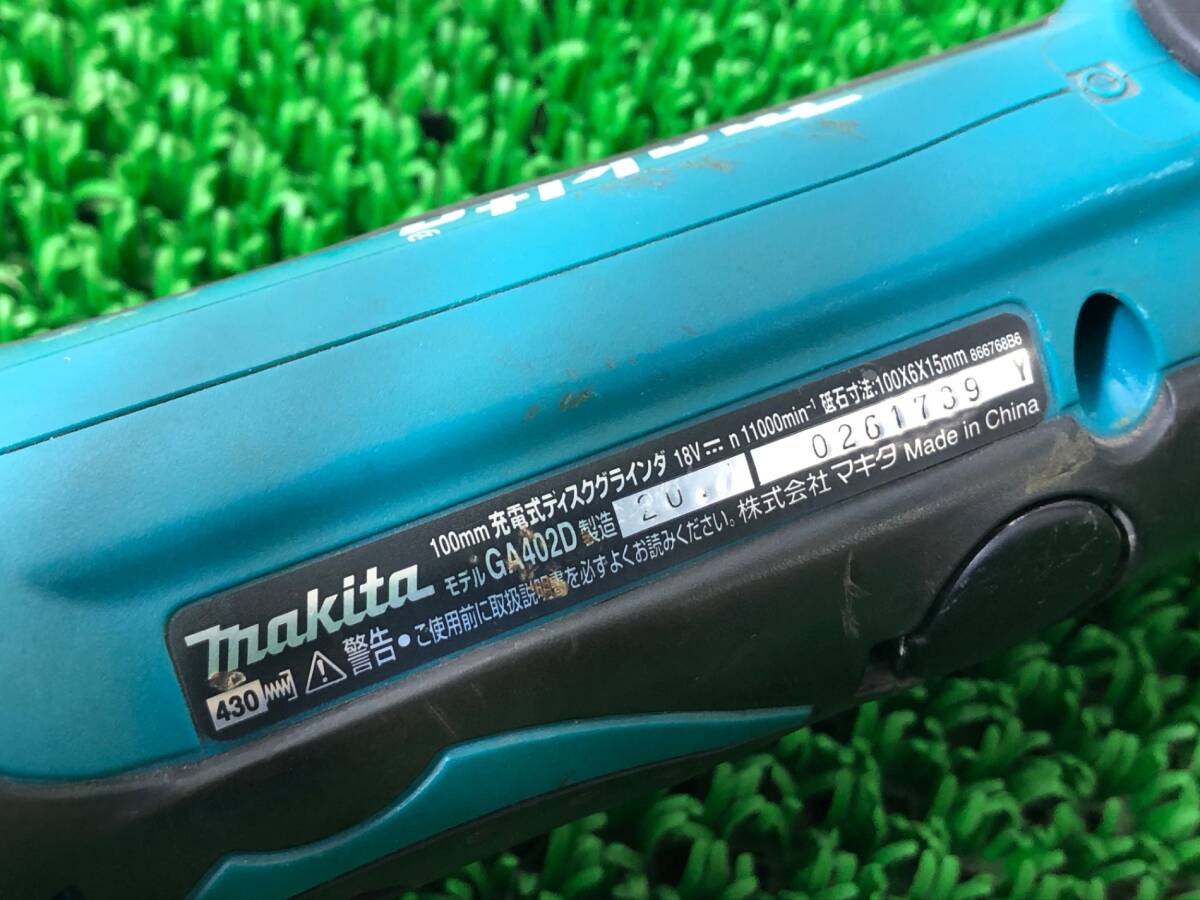 makita
makita
100mm 充電式ディスクグラインダ 18V n 11000min⁻¹ 砥石寸法:100X6X15mm 866768B6
モデル GA402D 製造 20.7 0261739 Y
430 警告 • ご使用前に取扱説明書を必ずよくお読みください。 株式会社 マキタ Made in China